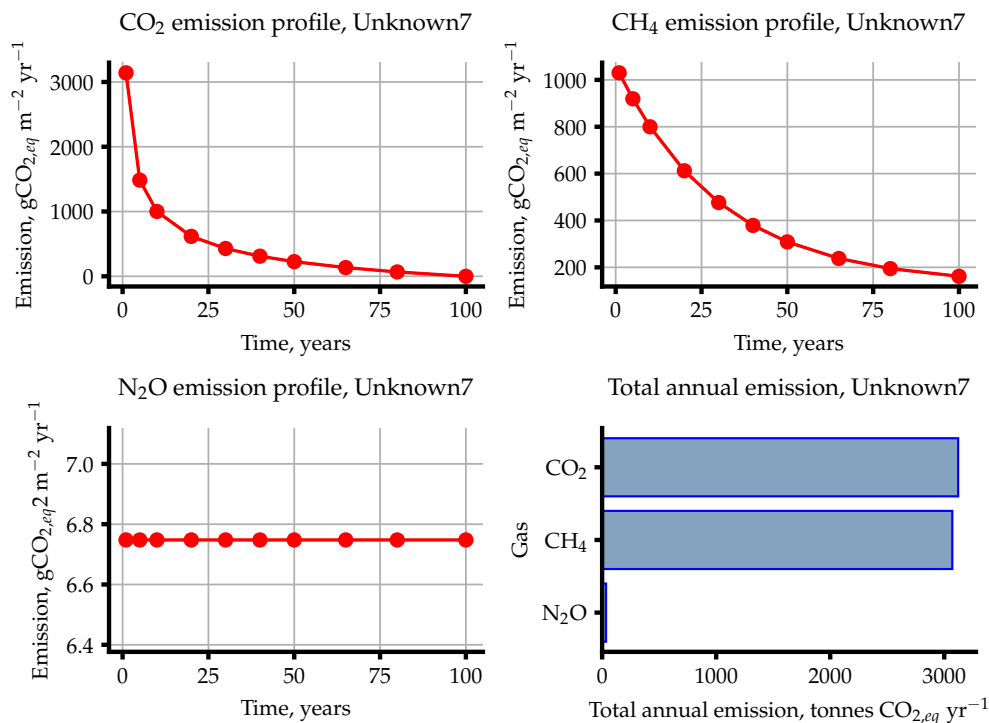 CO₂ emission profile, Unknown7
Emission, gCO₂,eq m⁻² yr⁻¹
3000
2000
1000
0
0 25 50 75 100
Time, years
CH₄ emission profile, Unknown7
Emission, gCO₂,eq m⁻² yr⁻¹
1000
800
600
400
200
0 25 50 75 100
Time, years
N₂O emission profile, Unknown7
Emission, gCO₂,eq2 m⁻² yr⁻¹
7.0
6.8
6.6
6.4
0 25 50 75 100
Time, years
Total annual emission, Unknown7
Gas
CO₂
CH₄
N₂O
0 1000 2000 3000
Total annual emission, tonnes CO₂,eq yr⁻¹